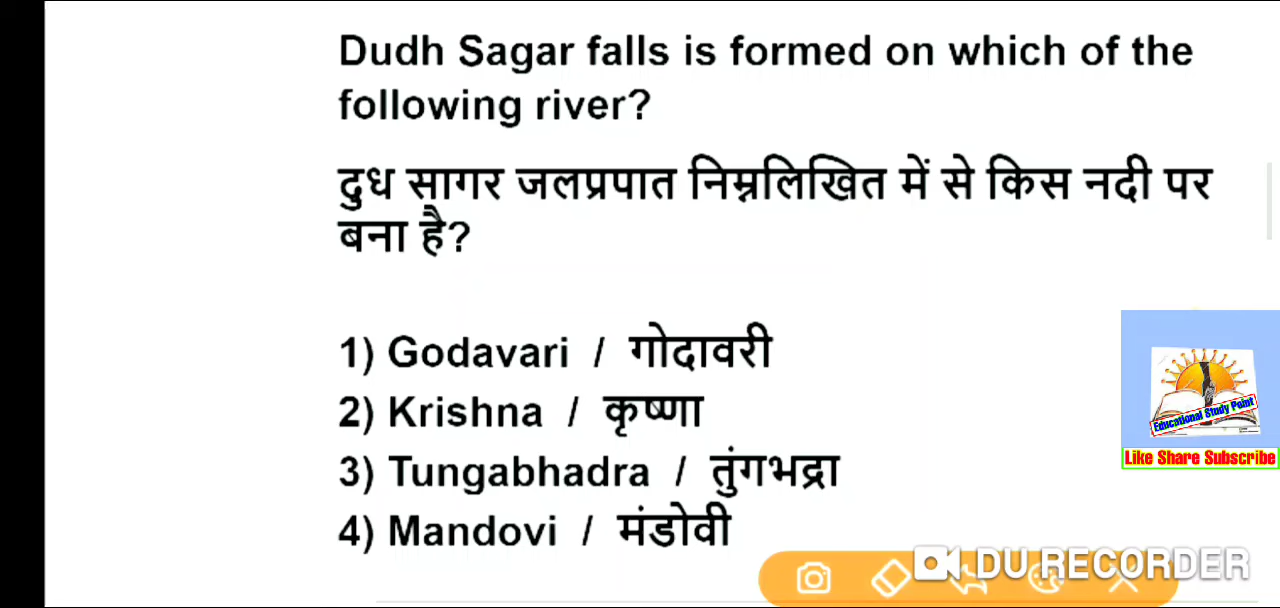 Dudh Sagar falls is formed on which of the
following river?
दुध सागर जलप्रपात निम्नलिखित में से किस नदी पर
बना है?
1) Godavari / गोदावरी
2) Krishna / कृष्णा
3) Tungabhadra / तुंगभद्रा
4) Mandovi / मंडोवी
Educational Study Point
Like Share Subscribe
DU RECORDER